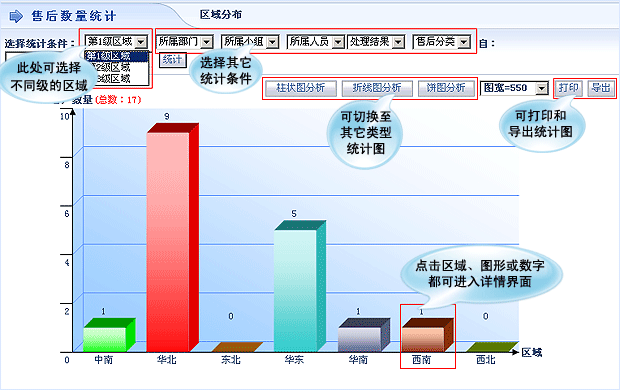 售后数量统计
区域分布
选择统计条件： 第1级区域 所属部门 所属小组 所属人员 处理结果 售后分类 自：
第1级区域
2级区域
3级区域
统计
此处可选择
不同级的区域
选择其它
统计条件
柱状图分析 折线图分析 饼图分析 图宽=550 打印 导出
可切换至
其它类型
统计图
可打印和
导出统计图
数量 (总数：17)
10
8
6
4
2
0
1
9
0
5
1
1
0
点击区域、图形或数字
都可进入详情界面
中南 华北 东北 华东 华南 西南 西北
区域